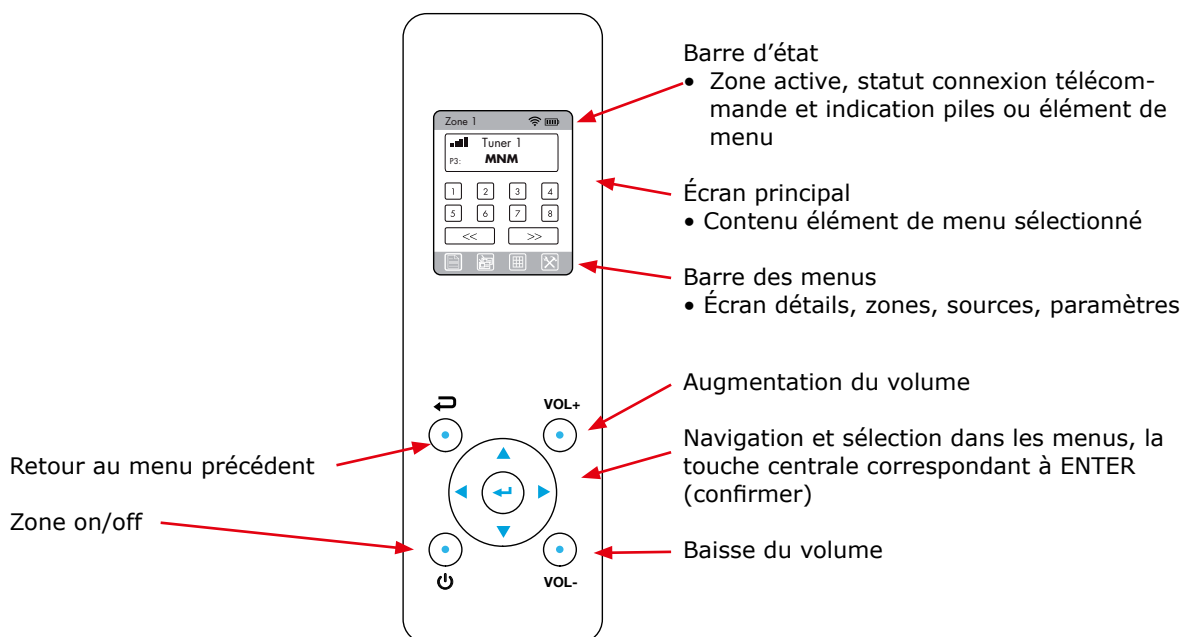 Barre d’état
• Zone active, statut connexion télécom-
mande et indication piles ou élément de
menu
Zone 1
Tuner 1
P3: MNM
1 2 3 4
5 6 7 8
<< >>
Écran principal
• Contenu élément de menu sélectionné
Barre des menus
• Écran détails, zones, sources, paramètres
Augmentation du volume
VOL+
Navigation et sélection dans les menus, la
touche centrale correspondant à ENTER
(confirmer)
Retour au menu précédent
Zone on/off
Baisse du volume
VOL-